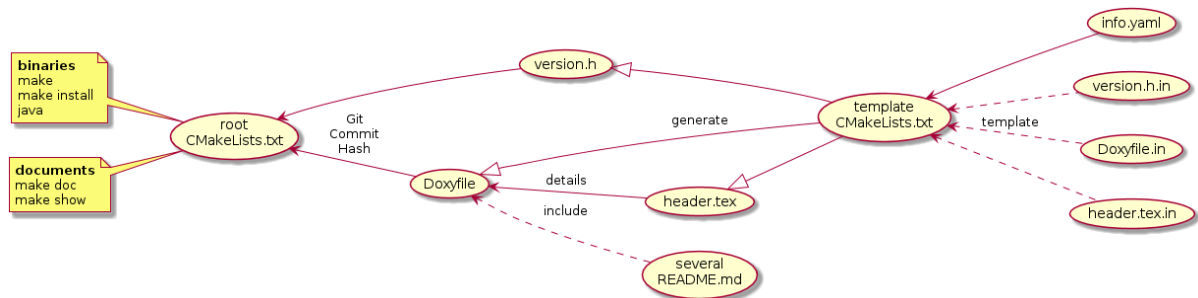 binaries
make
make install
java
documents
make doc
make show
root
CMakeLists.txt
Git
Commit
Hash
version.h
Doxyfile
generate
details
include
header.tex
several
README.md
template
CMakeLists.txt
template
info.yaml
version.h.in
Doxyfile.in
header.tex.in